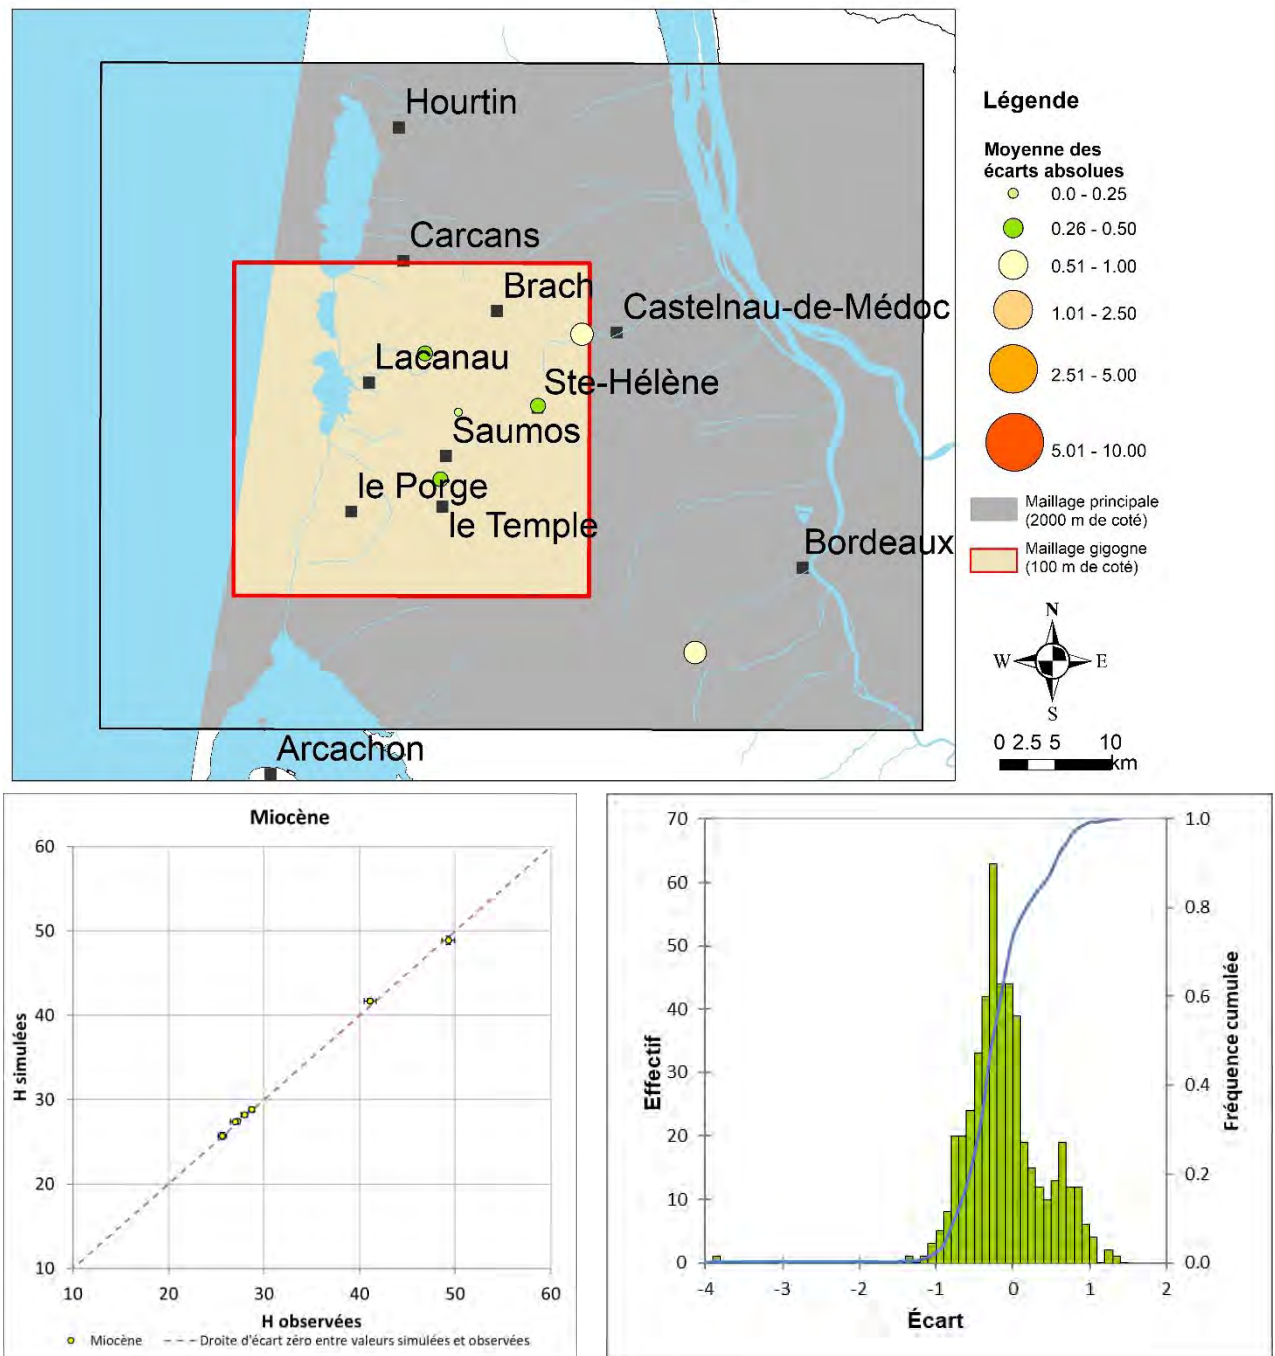 Hourtin
Carcans
Brach
Castelnau-de-Médoc
Lacanau
Ste-Hélène
Saumos
le Porge
le Temple
Bordeaux
Arcachon
Légende
Moyenne des
écarts absolues
0.0 - 0.25
0.26 - 0.50
0.51 - 1.00
1.01 - 2.50
2.51 - 5.00
5.01 - 10.00
Maillage principale
(2000 m de coté)
Maillage gigogne
(100 m de coté)
N
W E
S
0 2.5 5 10
km
Miocène
60
50
40
30
20
10
H simulées
10 20 30 40 50 60
H observées
Miocène
Droite d'écart zéro entre valeurs simulées et observées
70
60
50
40
30
20
10
0
Effectif
1.0
0.8
0.6
0.4
0.2
0.0
Fréquence cumulée
-4 -3 -2 -1 0 1 2
Écart